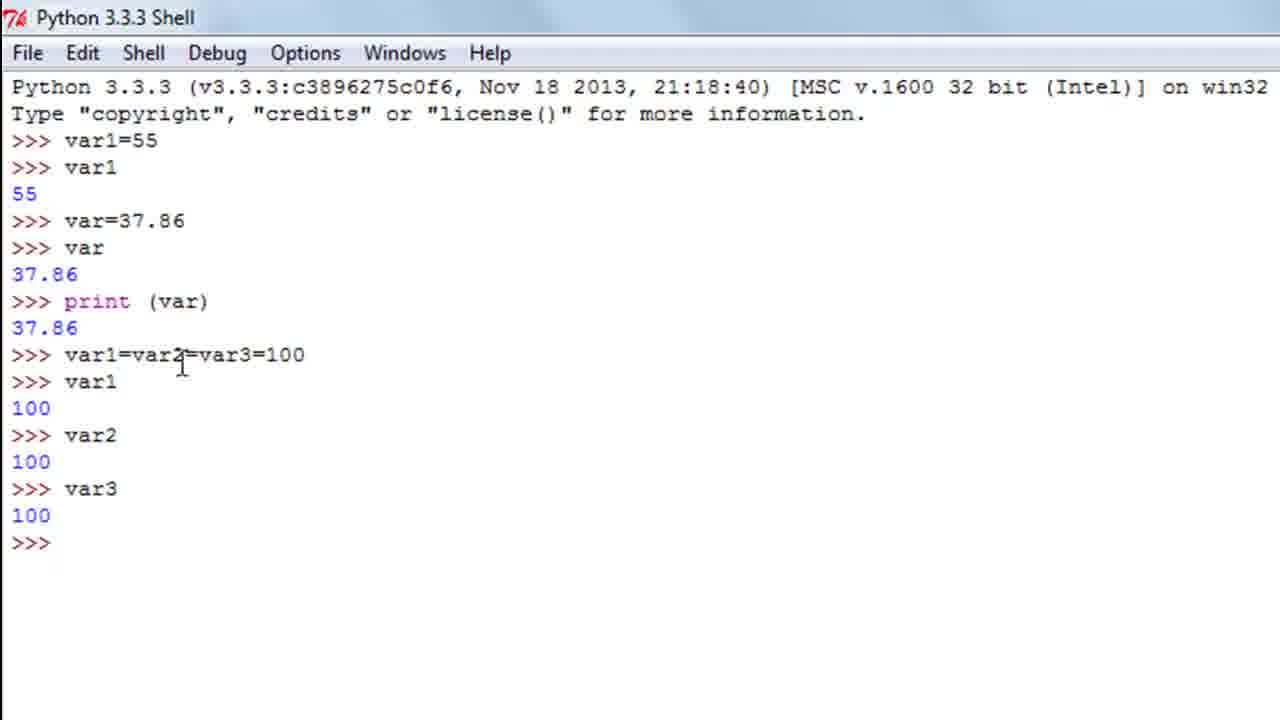 Python 3.3.3 Shell
File Edit Shell Debug Options Windows Help
Python 3.3.3 (v3.3.3:c3896275c0f6, Nov 18 2013, 21:18:40) [MSC v.1600 32 bit (Intel)] on win32
Type "copyright", "credits" or "license()" for more information.
>>> var1=55
>>> var1
55
>>> var=37.86
>>> var
37.86
>>> print (var)
37.86
>>> var1=var2=var3=100
>>> var1
100
>>> var2
100
>>> var3
100
>>>